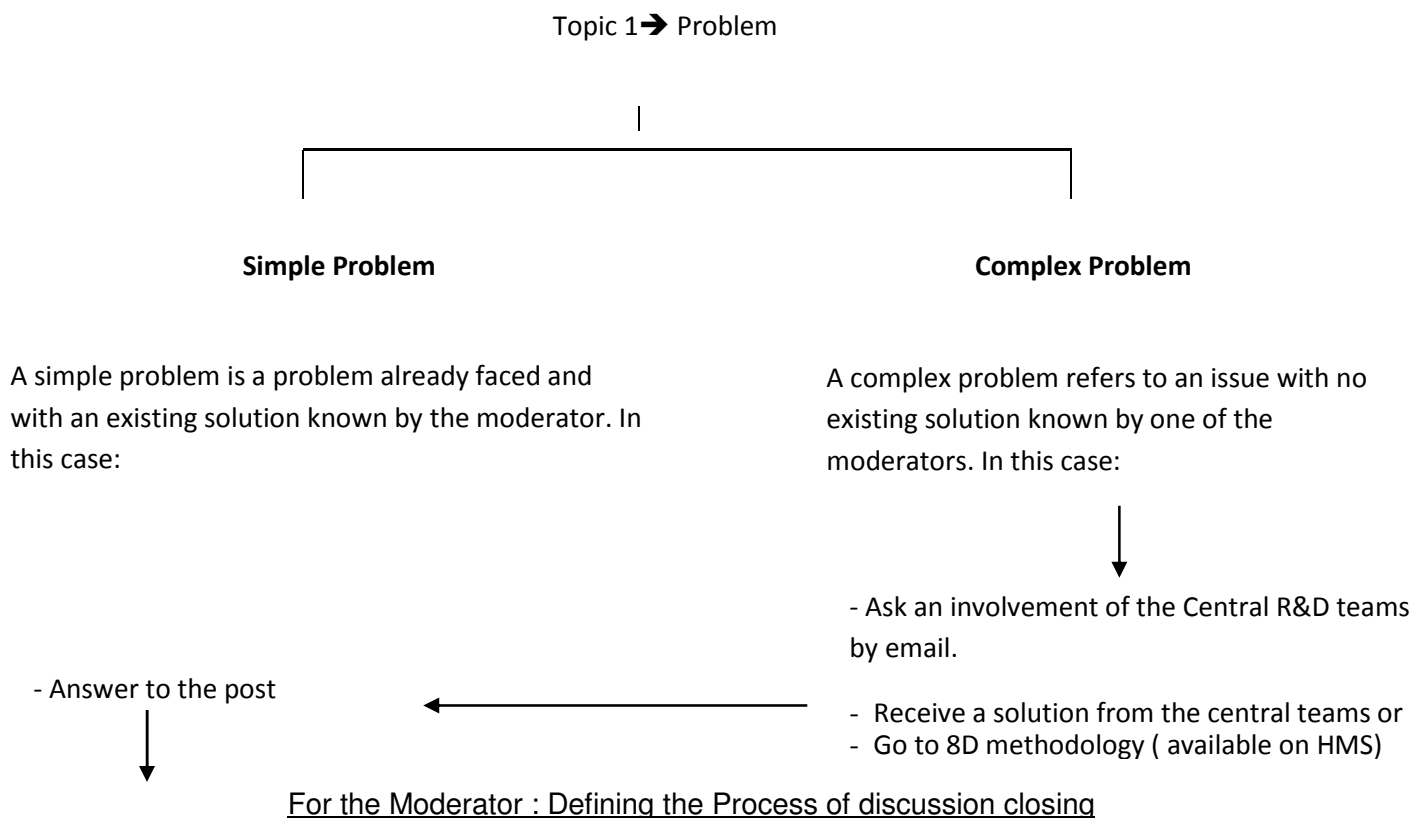 Topic 1➔ Problem
Simple Problem
A simple problem is a problem already faced and
with an existing solution known by the moderator. In
this case:
- Answer to the post
Complex Problem
A complex problem refers to an issue with no
existing solution known by one of the
moderators. In this case:
- Ask an involvement of the Central R&D teams
by email.
- Receive a solution from the central teams or
- Go to 8D methodology ( available on HMS)
For the Moderator : Defining the Process of discussion closing